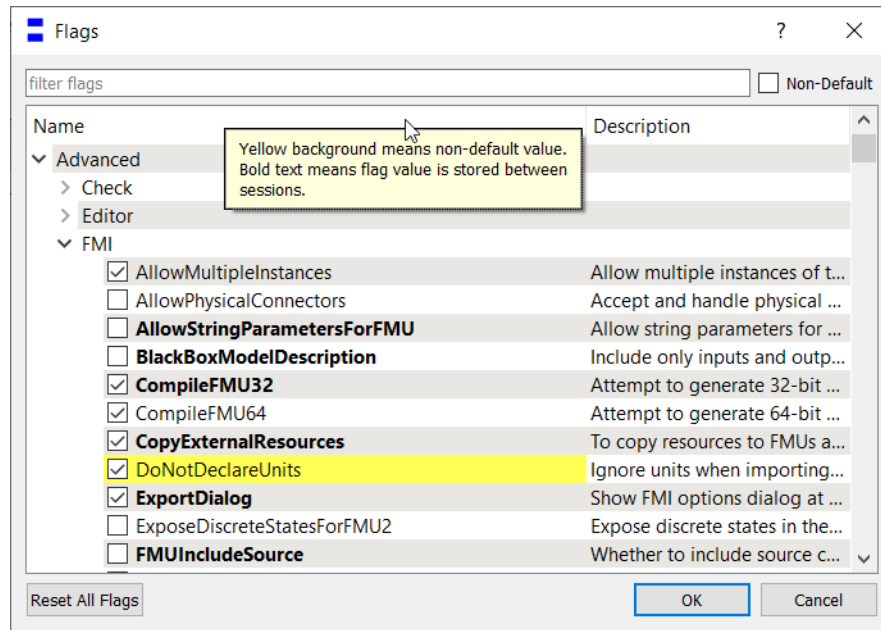 Flags
?
filter flags
Non-Default
Name
Description
Yellow background means non-default value.
Bold text means flag value is stored between
sessions.
Advanced
Check
Editor
FMI
AllowMultipleInstances Allow multiple instances of t...
AllowPhysicalConnectors Accept and handle physical ...
AllowStringParametersForFMU Allow string parameters for ...
BlackBoxModelDescription Include only inputs and outp...
CompileFMU32 Attempt to generate 32-bit ...
CompileFMU64 Attempt to generate 64-bit ...
CopyExternalResources To copy resources to FMUs a...
DoNotDeclareUnits Ignore units when importing...
ExportDialog Show FMI options dialog at ...
ExposeDiscreteStatesForFMU2 Expose discrete states in the...
FMUIncludeSource Whether to include source c...
Reset All Flags
OK
Cancel